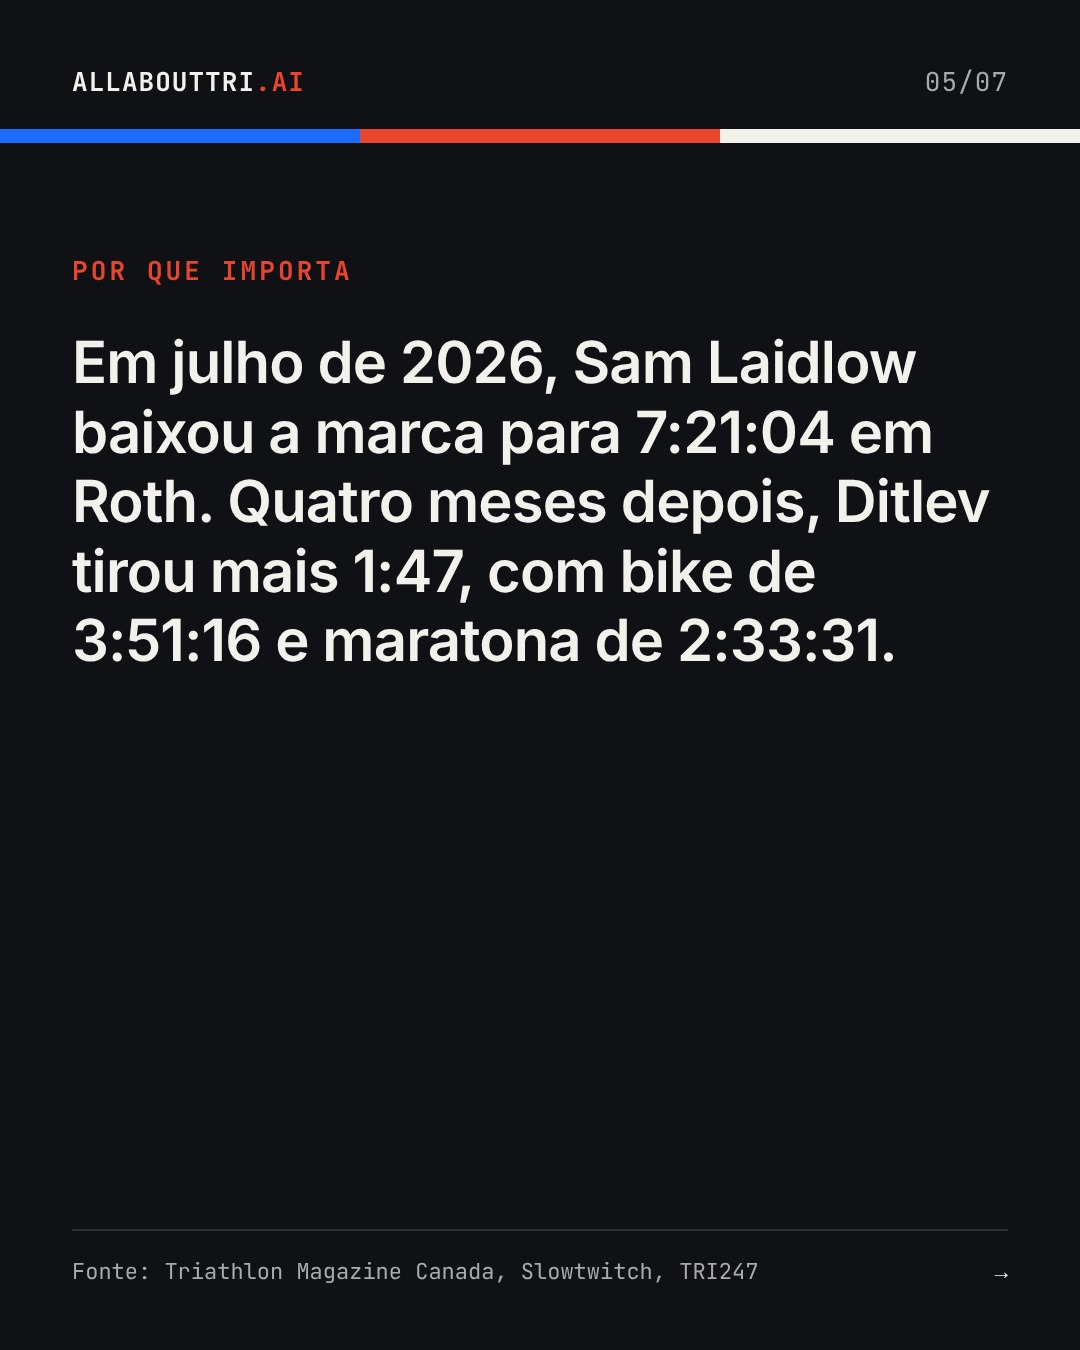 ALLABOUTTRI.AI
05/07
POR QUE IMPORTA
Em julho de 2026, Sam Laidlow
baixou a marca para 7:21:04 em
Roth. Quatro meses depois, Ditlev
tirou mais 1:47, com bike de
3:51:16 e maratona de 2:33:31.
Fonte: Triathlon Magazine Canada, Slowtwitch, TRI247
→